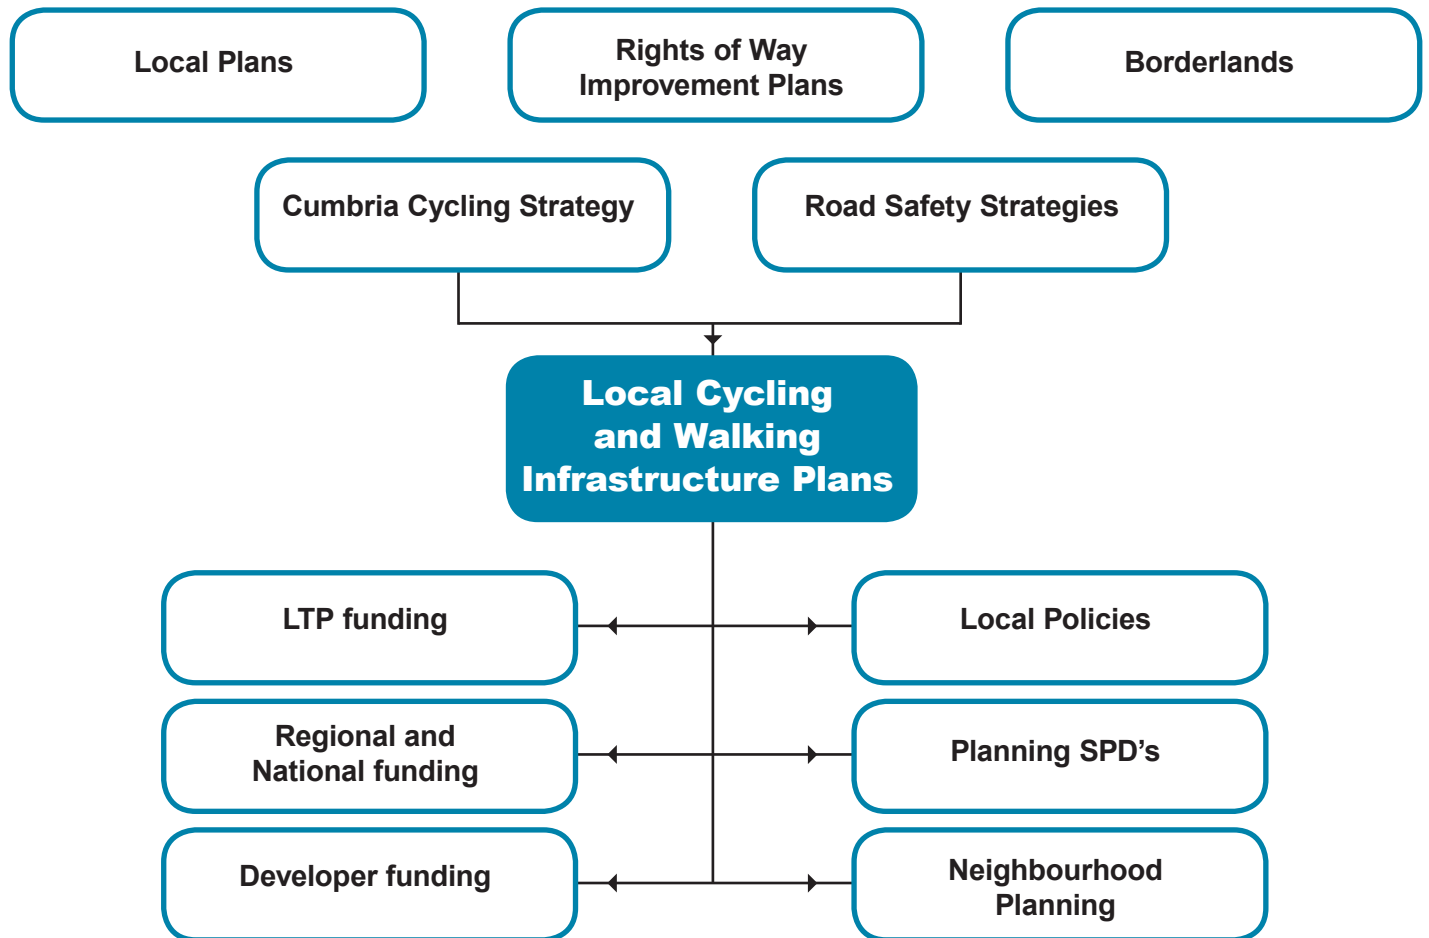 Local Plans
Rights of Way
Improvement Plans
Borderlands
Cumbria Cycling Strategy
Road Safety Strategies
Local Cycling
and Walking
Infrastructure Plans
LTP funding
Local Policies
Regional and
National funding
Planning SPD’s
Developer funding
Neighbourhood
Planning